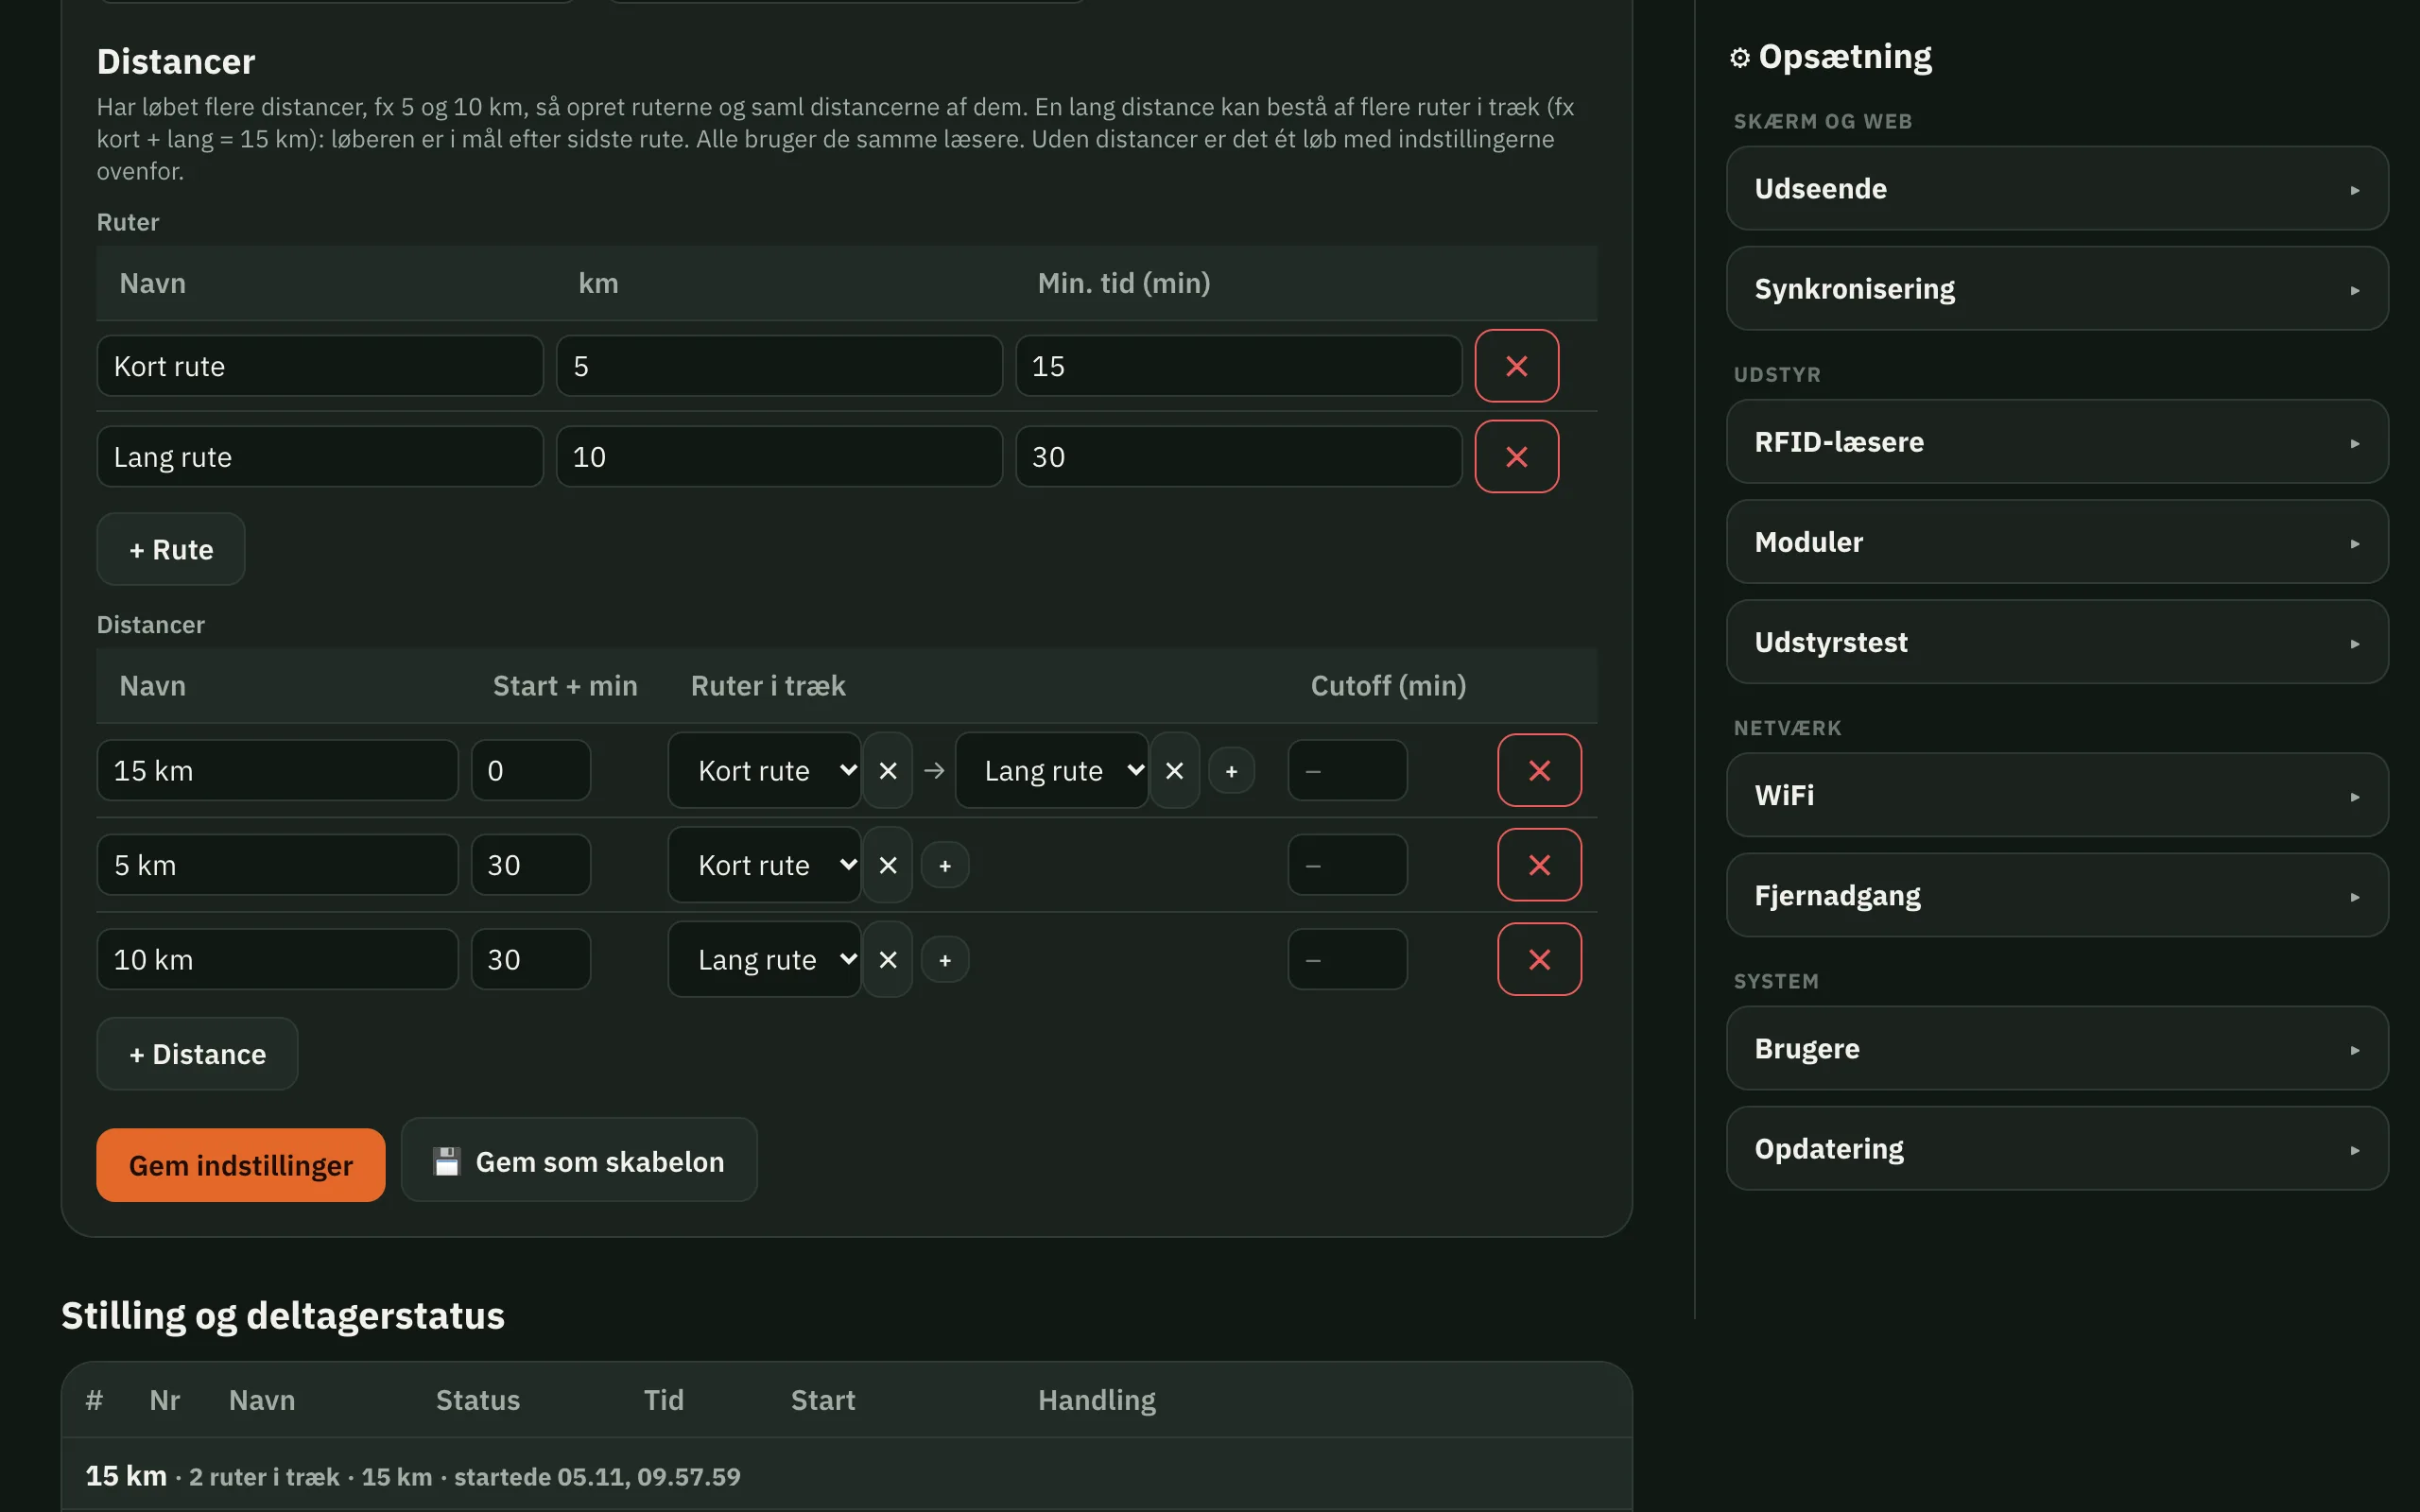 Distancer
Har løbet flere distancer, fx 5 og 10 km, så opret ruterne og saml distancerne af dem. En lang distance kan bestå af flere ruter i træk (fx
kort + lang = 15 km): løberen er i mål efter sidste rute. Alle bruger de samme læsere. Uden distancer er det ét løb med indstillingerne
ovenfor.
Ruter
Navn km Min. tid (min)
Kort rute 5 15 ✕
Lang rute 10 30 ✕
+ Rute
Distancer
Navn Start + min Ruter i træk Cutoff (min)
15 km 0 Kort rute ✕ → Lang rute ✕ + – ✕
5 km 30 Kort rute ✕ + – ✕
10 km 30 Lang rute ✕ + – ✕
+ Distance
Gem indstillinger 💾 Gem som skabelon
Stilling og deltagerstatus
# Nr Navn Status Tid Start Handling
15 km · 2 ruter i træk · 15 km · startede 05.11, 09.57.59
⚙ Opsætning
SKÆRM OG WEB
Udseende ▸
Synkronisering ▸
UDSTYR
RFID-læsere ▸
Moduler ▸
Udstyrstest ▸
NETVÆRK
WiFi ▸
Fjernadgang ▸
SYSTEM
Brugere ▸
Opdatering ▸